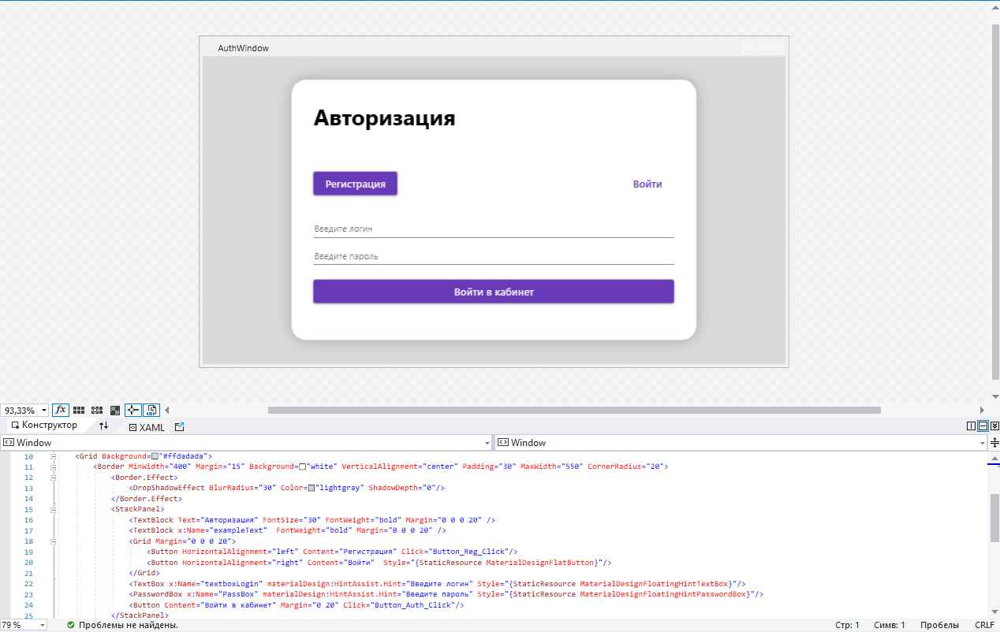 AuthWindow
Авторизация
Регистрация Войти
Введите логин
Введите пароль
Войти в кабинет
93,33% fx
Конструктор XAML
Window Window
10 <Grid Background="#ffdadada">
11 <Border MinWidth="400" Margin="15" Background="white" VerticalAlignment="center" Padding="30" MaxWidth="550" CornerRadius="20">
12 <Border.Effect>
13 <DropShadowEffect BlurRadius="30" Color="lightgray" ShadowDepth="0"/>
14 </Border.Effect>
15 <StackPanel>
16 <TextBlock Text="Авторизация" FontSize="30" FontWeight="bold" Margin="0 0 0 20" />
17 <TextBlock x:Name="exampleText"  FontWeight="bold" Margin="0 0 0 20" />
18 <Grid Margin="0 0 0 20">
19 <Button HorizontalAlignment="left" Content="Регистрация" Click="Button_Reg_Click"/>
20 <Button HorizontalAlignment="right" Content="Войти"  Style="{StaticResource MaterialDesignFlatButton}"/>
21 </Grid>
22 <TextBox x:Name="textboxLogin" materialDesign:HintAssist.Hint="Введите логин" Style="{StaticResource MaterialDesignFloatingHintTextBox}"/>
23 <PasswordBox x:Name="PassBox" materialDesign:HintAssist.Hint="Введите пароль" Style="{StaticResource MaterialDesignFloatingHintPasswordBox}"/>
24 <Button Content="Войти в кабинет" Margin="0 20" Click="Button_Auth_Click"/>
25 </StackPanel>
79 % Проблемы не найдены. Стр: 1 Симв: 1 Пробелы CRLF